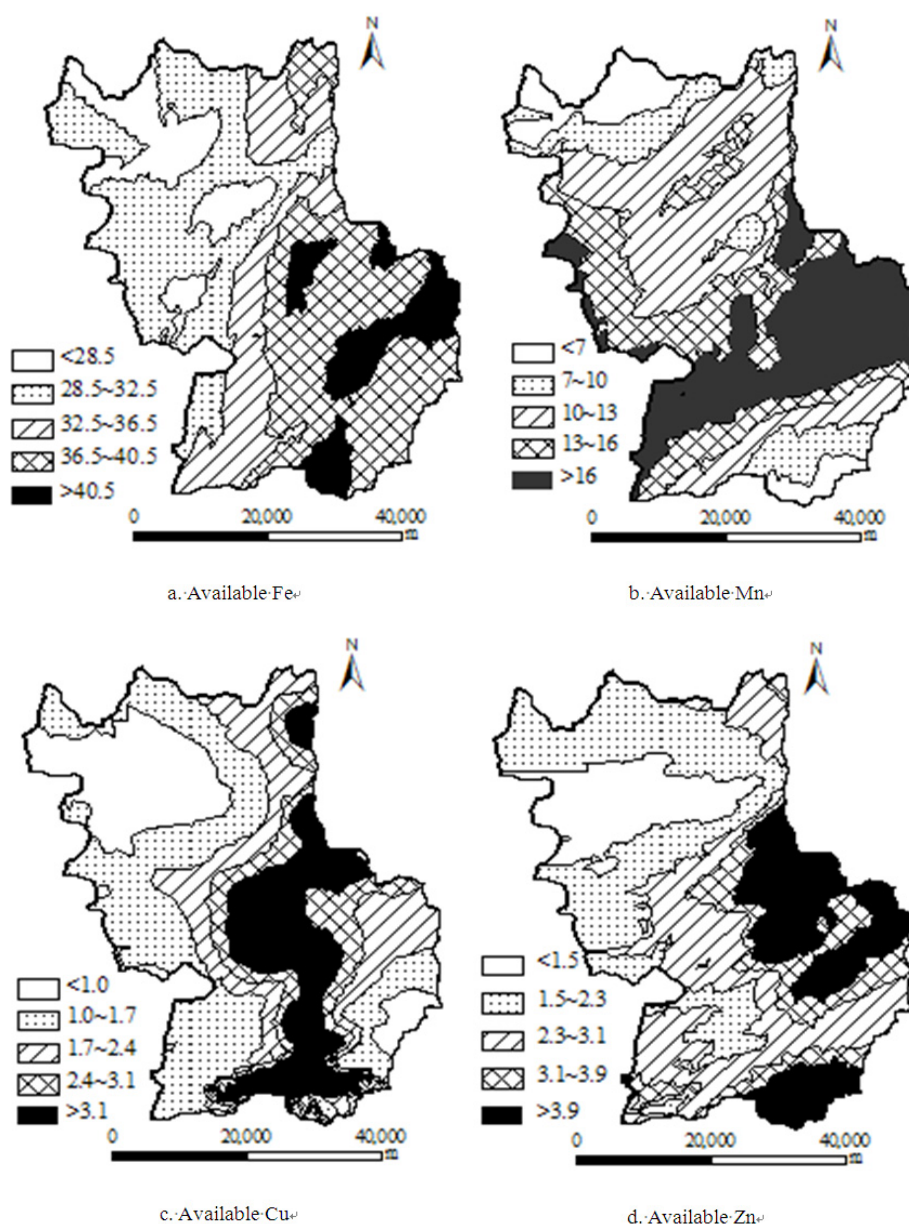 N
<28.5
28.5~32.5
32.5~36.5
36.5~40.5
>40.5
0 20,000 40,000
m
a.·Available·Fe↵
N
<7
7~10
10~13
13~16
>16
0 20,000 40,000
m
b.·Available·Mn↵
N
<1.0
1.0~1.7
1.7~2.4
2.4~3.1
>3.1
0 20,000 40,000
m
c.·Available·Cu↵
N
<1.5
1.5~2.3
2.3~3.1
3.1~3.9
>3.9
0 20,000 40,000
m
d.·Available·Zn↵